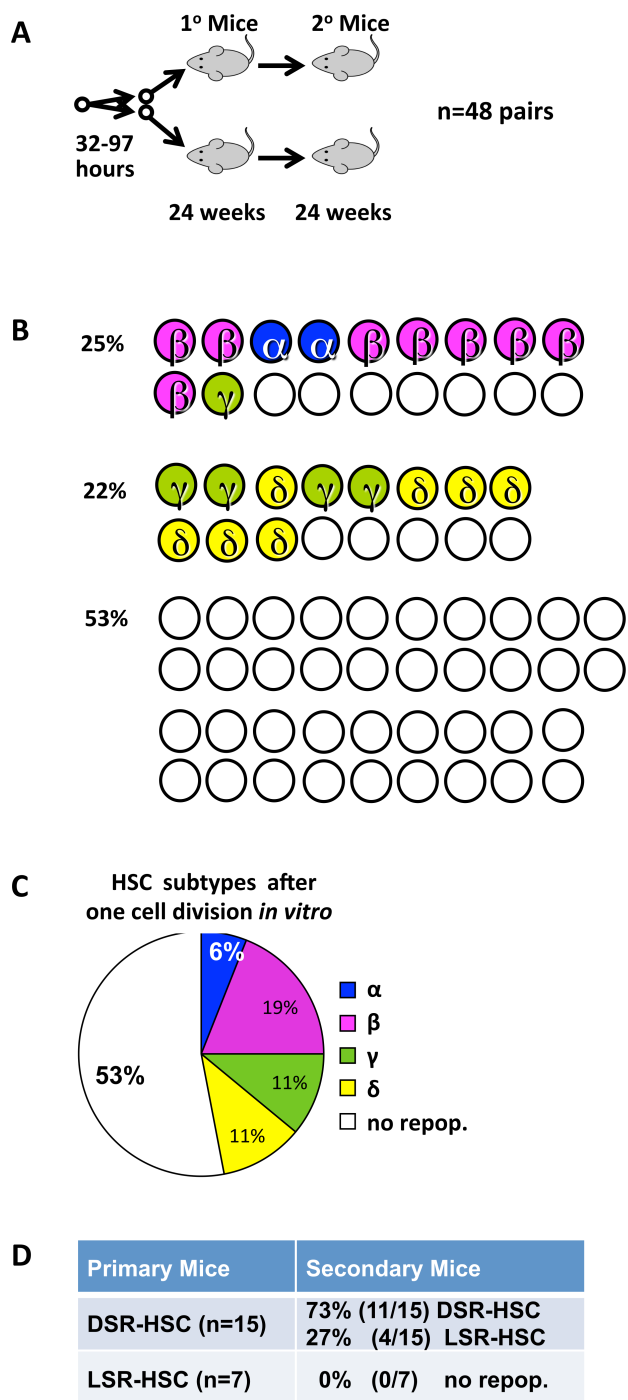 A
1º Mice 2º Mice
32-97
hours
n=48 pairs
24 weeks 24 weeks
B
25%
β β α α β β β β β
β γ
22%
γ γ δ γ γ δ δ δ
δ δ δ
53%
C
HSC subtypes after
one cell division in vitro
6%
19%
11%
11%
53%
α
β
γ
δ
no repop.
D
Primary Mice Secondary Mice
DSR-HSC (n=15) 73% (11/15) DSR-HSC
27% (4/15) LSR-HSC
LSR-HSC (n=7) 0% (0/7) no repop.